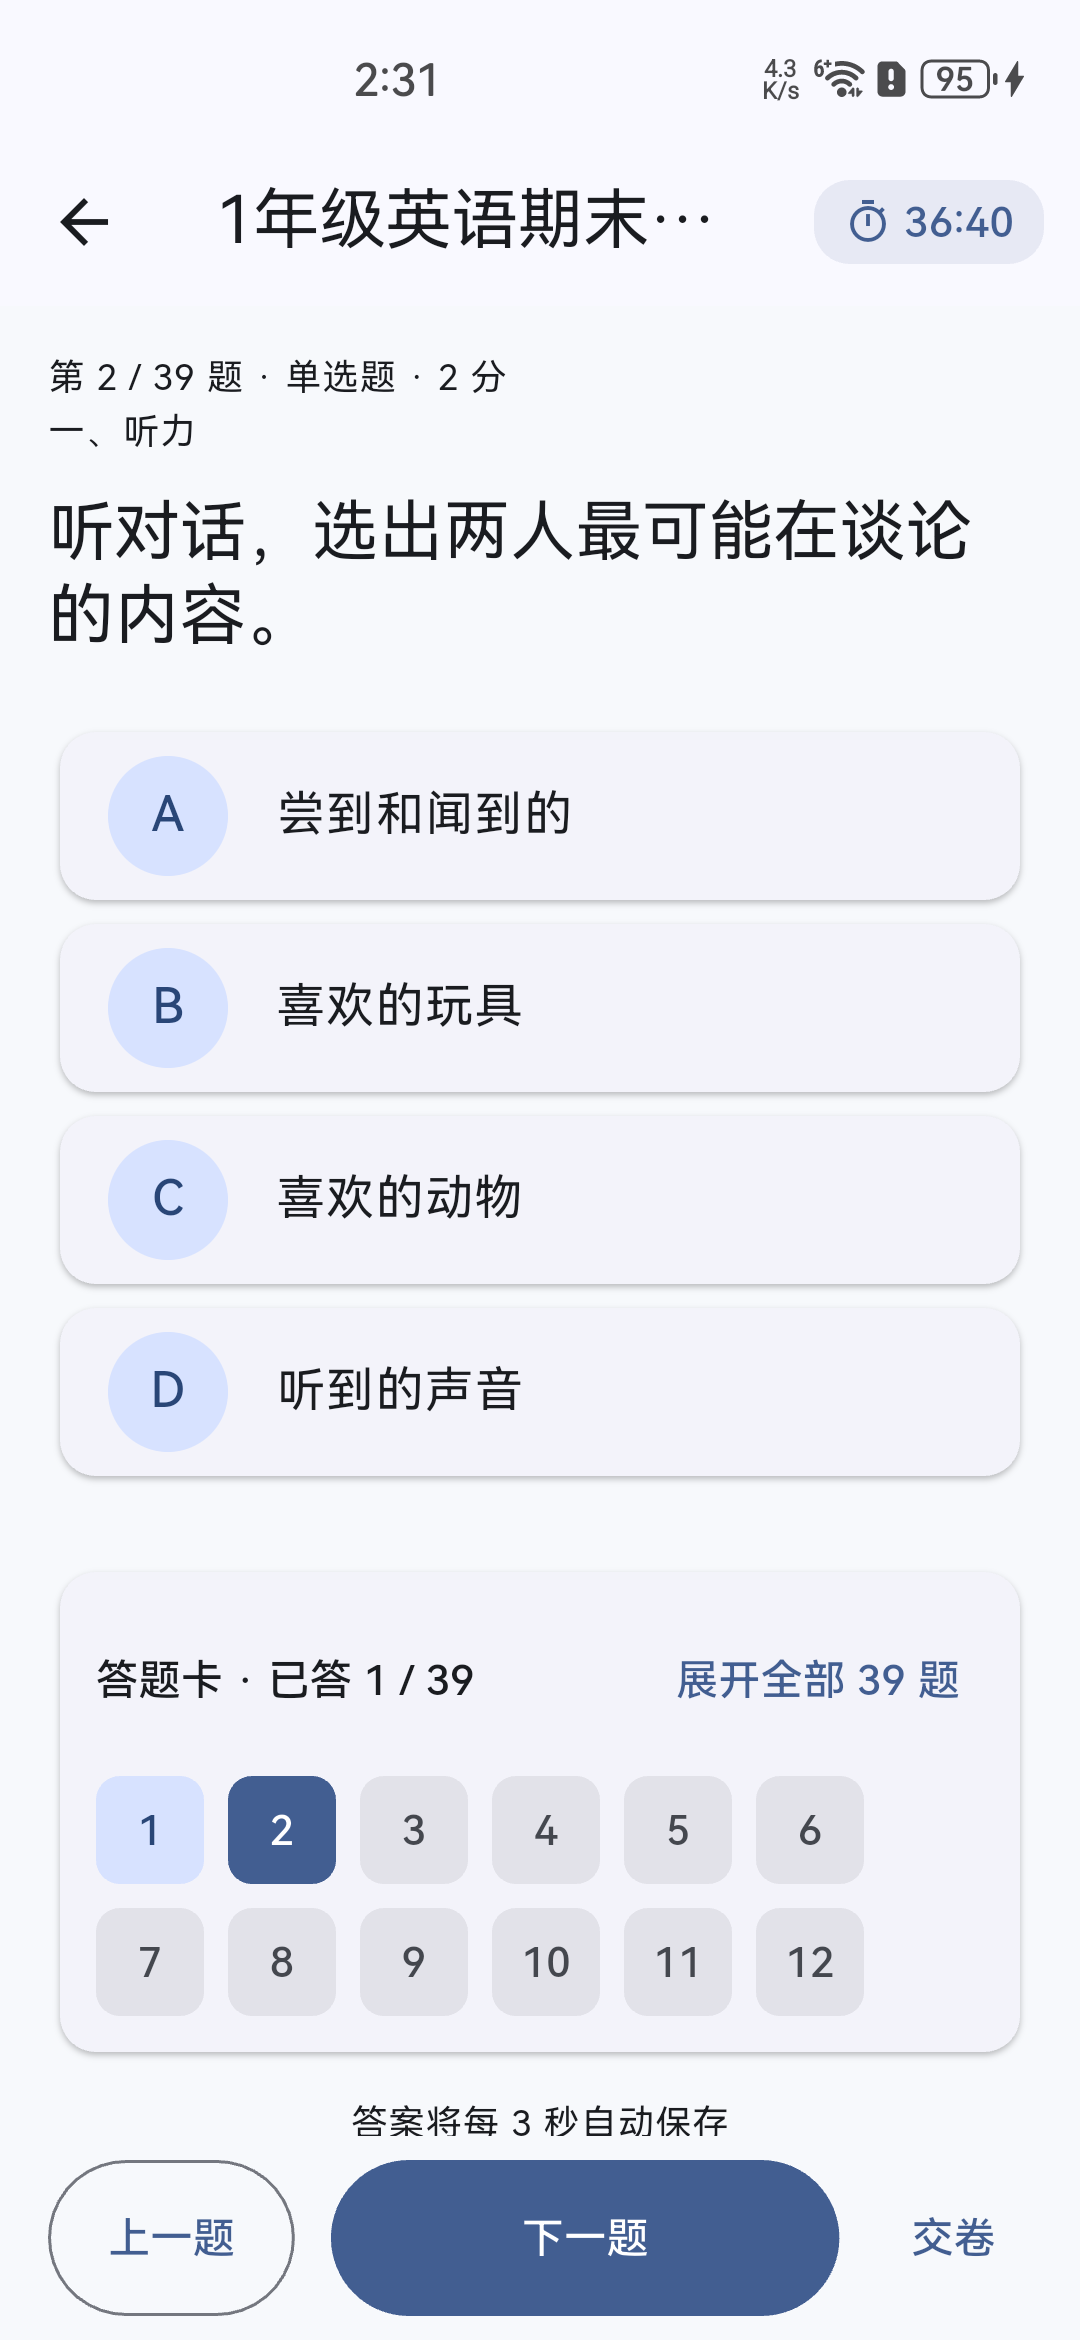 2:31
4.3
K/s
6+
95
1年级英语期末···
36:40
第 2 / 39 题 · 单选题 · 2 分
一、听力
听对话，选出两人最可能在谈论
的内容。
A 尝到和闻到的
B 喜欢的玩具
C 喜欢的动物
D 听到的声音
答题卡 · 已答 1 / 39 展开全部 39 题
1 2 3 4 5 6
7 8 9 10 11 12
答案将每 3 秒自动保存
上一题 下一题 交卷